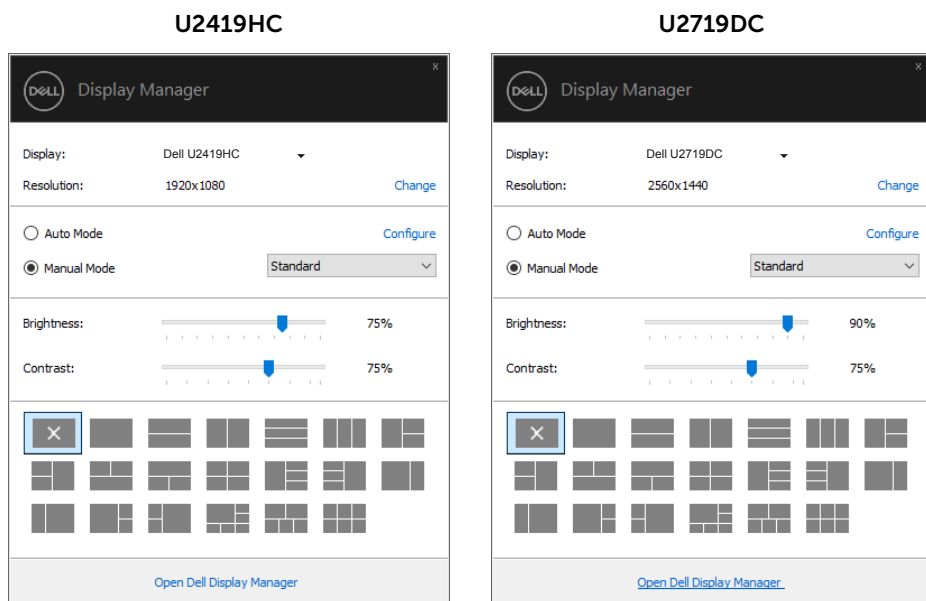 U2419HC
x
DELL
Display Manager
Display:
Dell U2419HC
Resolution:
1920x1080
Change
Auto Mode
Configure
Manual Mode
Standard
Brightness:
75%
Contrast:
75%
Open Dell Display Manager
U2719DC
x
DELL
Display Manager
Display:
Dell U2719DC
Resolution:
2560x1440
Change
Auto Mode
Configure
Manual Mode
Standard
Brightness:
90%
Contrast:
75%
Open Dell Display Manager